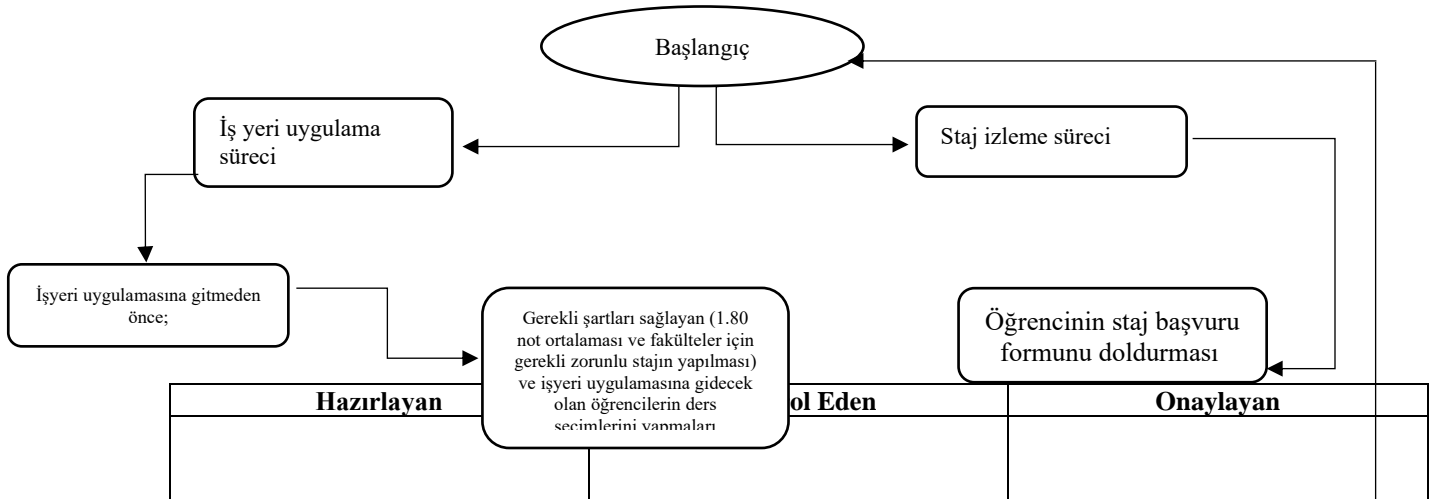 Başlangıç
İş yeri uygulama
süreci
Staj izleme süreci
İşyeri uygulamasına gitmeden
önce;
Gerekli şartları sağlayan (1.80
not ortalaması ve fakülteler için
gerekli zorunlu stajın yapılması)
ve işyeri uygulamasına gidecek
olan öğrencilerin ders
seçimlerini yapmaları
Öğrencinin staj başvuru
formunu doldurması
Hazırlayan
ol Eden
Onaylayan